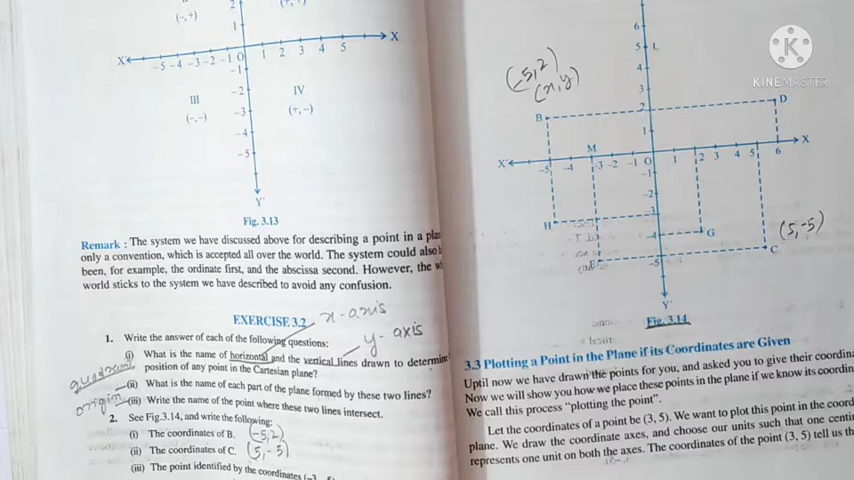 2
(-,+)
(+,+)
1
X'
-5 -4 -3 -2 -1 O 1 2 3 4 5
X
-1
III
IV
-2
(-,-)
-3
(+,-)
-4
-5
Y'
Fig. 3.13
Remark : The system we have discussed above for describing a point in a
only a convention, which is accepted all over the world. The system could also
been, for example, the ordinate first, and the abscissa second. However, the
world sticks to the system we have described to avoid any confusion.
EXERCISE 3.2
x-axis
y-axis
1. Write the answer of each of the following questions:
(i) What is the name of horizontal and the vertical lines drawn to determine
position of any point in the Cartesian plane?
quadrant
(ii) What is the name of each part of the plane formed by these two lines?
origin
(iii) Write the name of the point where these two lines intersect.
2. See Fig.3.14, and write the following:
(i) The coordinates of B. (-5,2)
(ii) The coordinates of C. (5,-5)
(iii) The point identified by the coordinates
6
5 L
4
3
2
1
(-5,2)
(x,y)
B
D
M
X'
-5 -4 -3 -2 -1 O 1 2 3 4 5 6
X
-1
-2
H
-3
-4
G
(5,-5)
E
-5
C
Y'
Fig. 3.14
3.3 Plotting a Point in the Plane if its Coordinates are Given
Uptil now we have drawn the points for you, and asked you to give their
Now we will show you how we place these points in the plane if we know its
We call this process "plotting the point".
Let the coordinates of a point be (3, 5). We want to plot this point in the
plane. We draw the coordinate axes, and choose our units such that one
represents one unit on both the axes. The coordinates of the point (3, 5) tell us
K
KINEMASTER